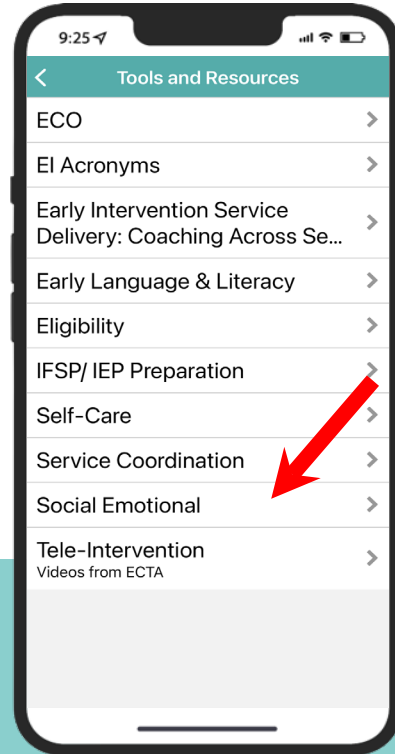 9:25
Tools and Resources
ECO
EI Acronyms
Early Intervention Service
Delivery: Coaching Across Se...
Early Language & Literacy
Eligibility
IFSP/ IEP Preparation
Self-Care
Service Coordination
Social Emotional
Tele-Intervention
Videos from ECTA